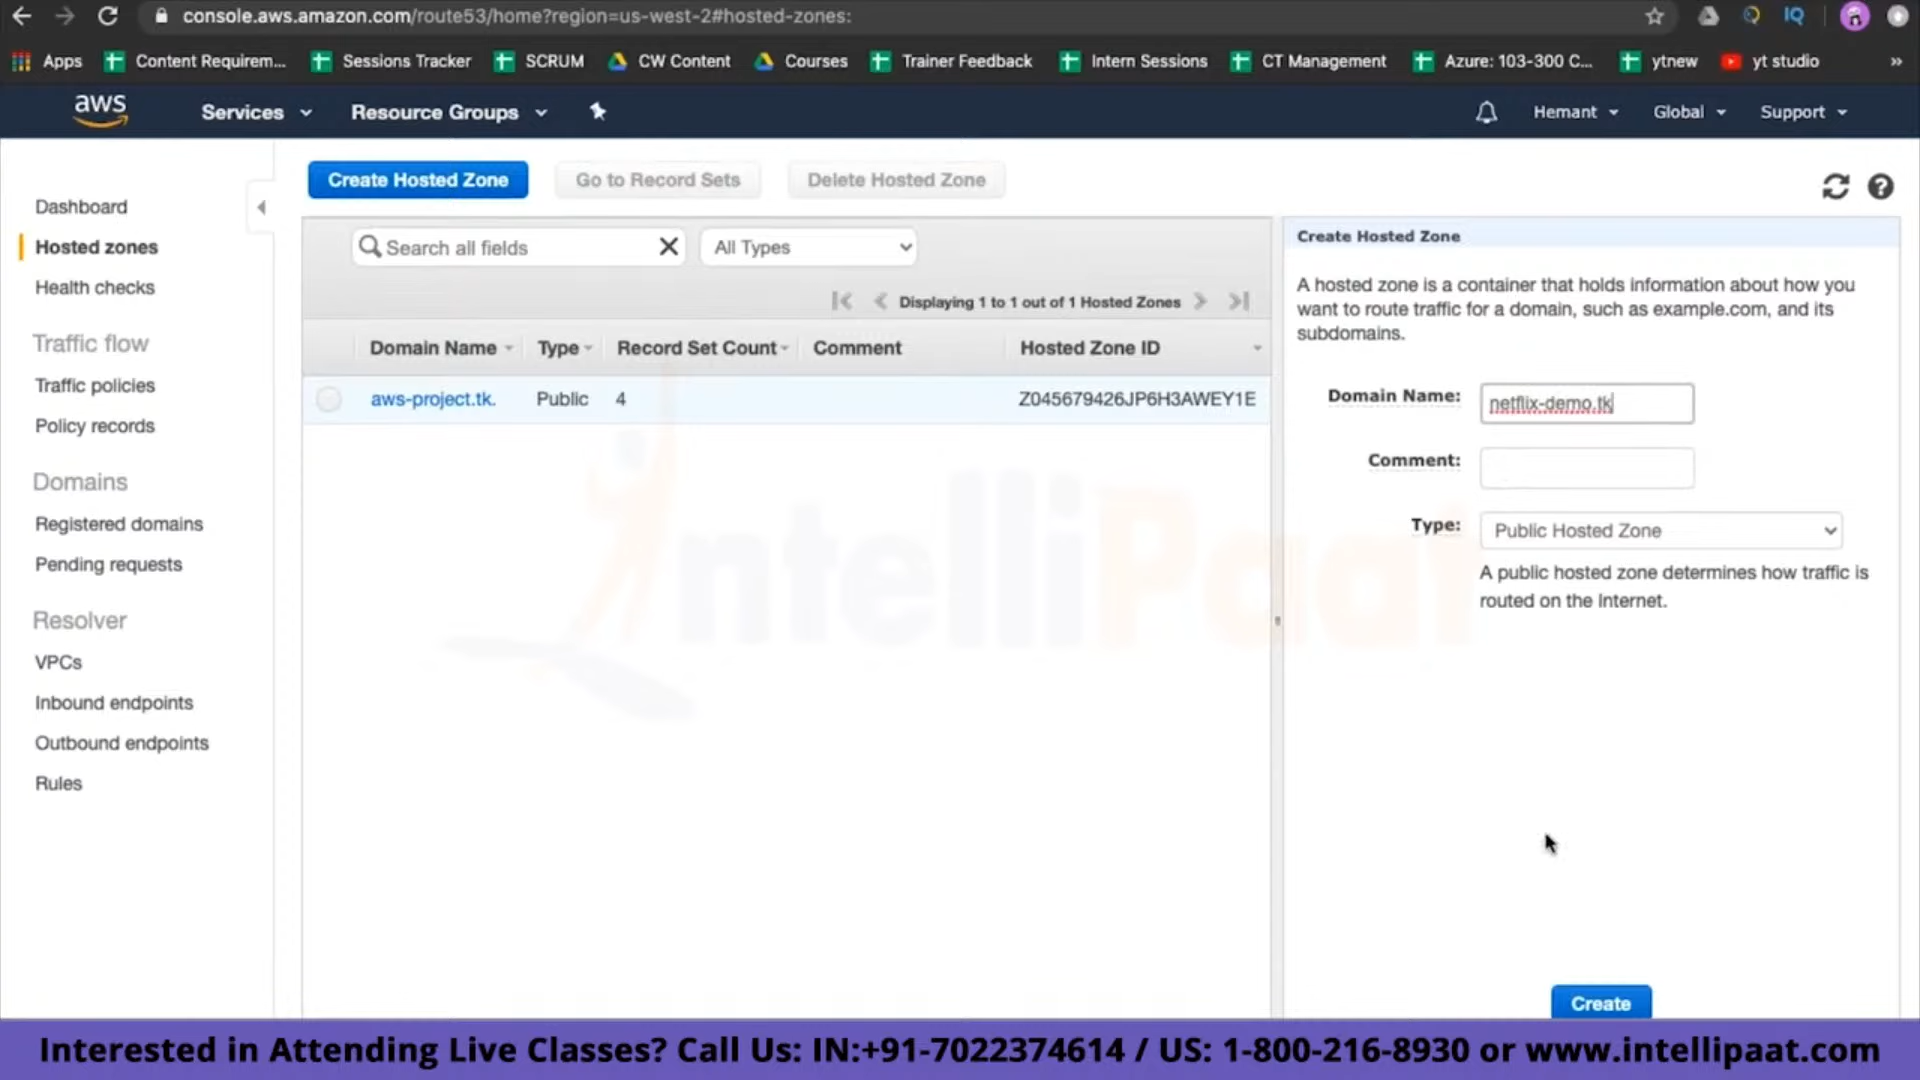 console.aws.amazon.com/route53/home?region=us-west-2#hosted-zones:
IQ
Apps
Content Requirem...
Sessions Tracker
SCRUM
CW Content
Courses
Trainer Feedback
Intern Sessions
CT Management
Azure: 103-300 C...
ytnew
yt studio
»
aws
Services
Resource Groups
Hemant
Global
Support
Dashboard
Hosted zones
Health checks
Traffic flow
Traffic policies
Policy records
Domains
Registered domains
Pending requests
Resolver
VPCs
Inbound endpoints
Outbound endpoints
Rules
Create Hosted Zone
Go to Record Sets
Delete Hosted Zone
Search all fields
All Types
Displaying 1 to 1 out of 1 Hosted Zones
Domain Name Type Record Set Count Comment Hosted Zone ID
aws-project.tk. Public 4 Z045679426JP6H3AWEY1E
IntelliPaat
Create Hosted Zone
A hosted zone is a container that holds information about how you
want to route traffic for a domain, such as example.com, and its
subdomains.
Domain Name: netflix-demo.tk
Comment:
Type: Public Hosted Zone
A public hosted zone determines how traffic is
routed on the Internet.
Create
Interested in Attending Live Classes? Call Us: IN:+91-7022374614 / US: 1-800-216-8930 or www.intellipaat.com